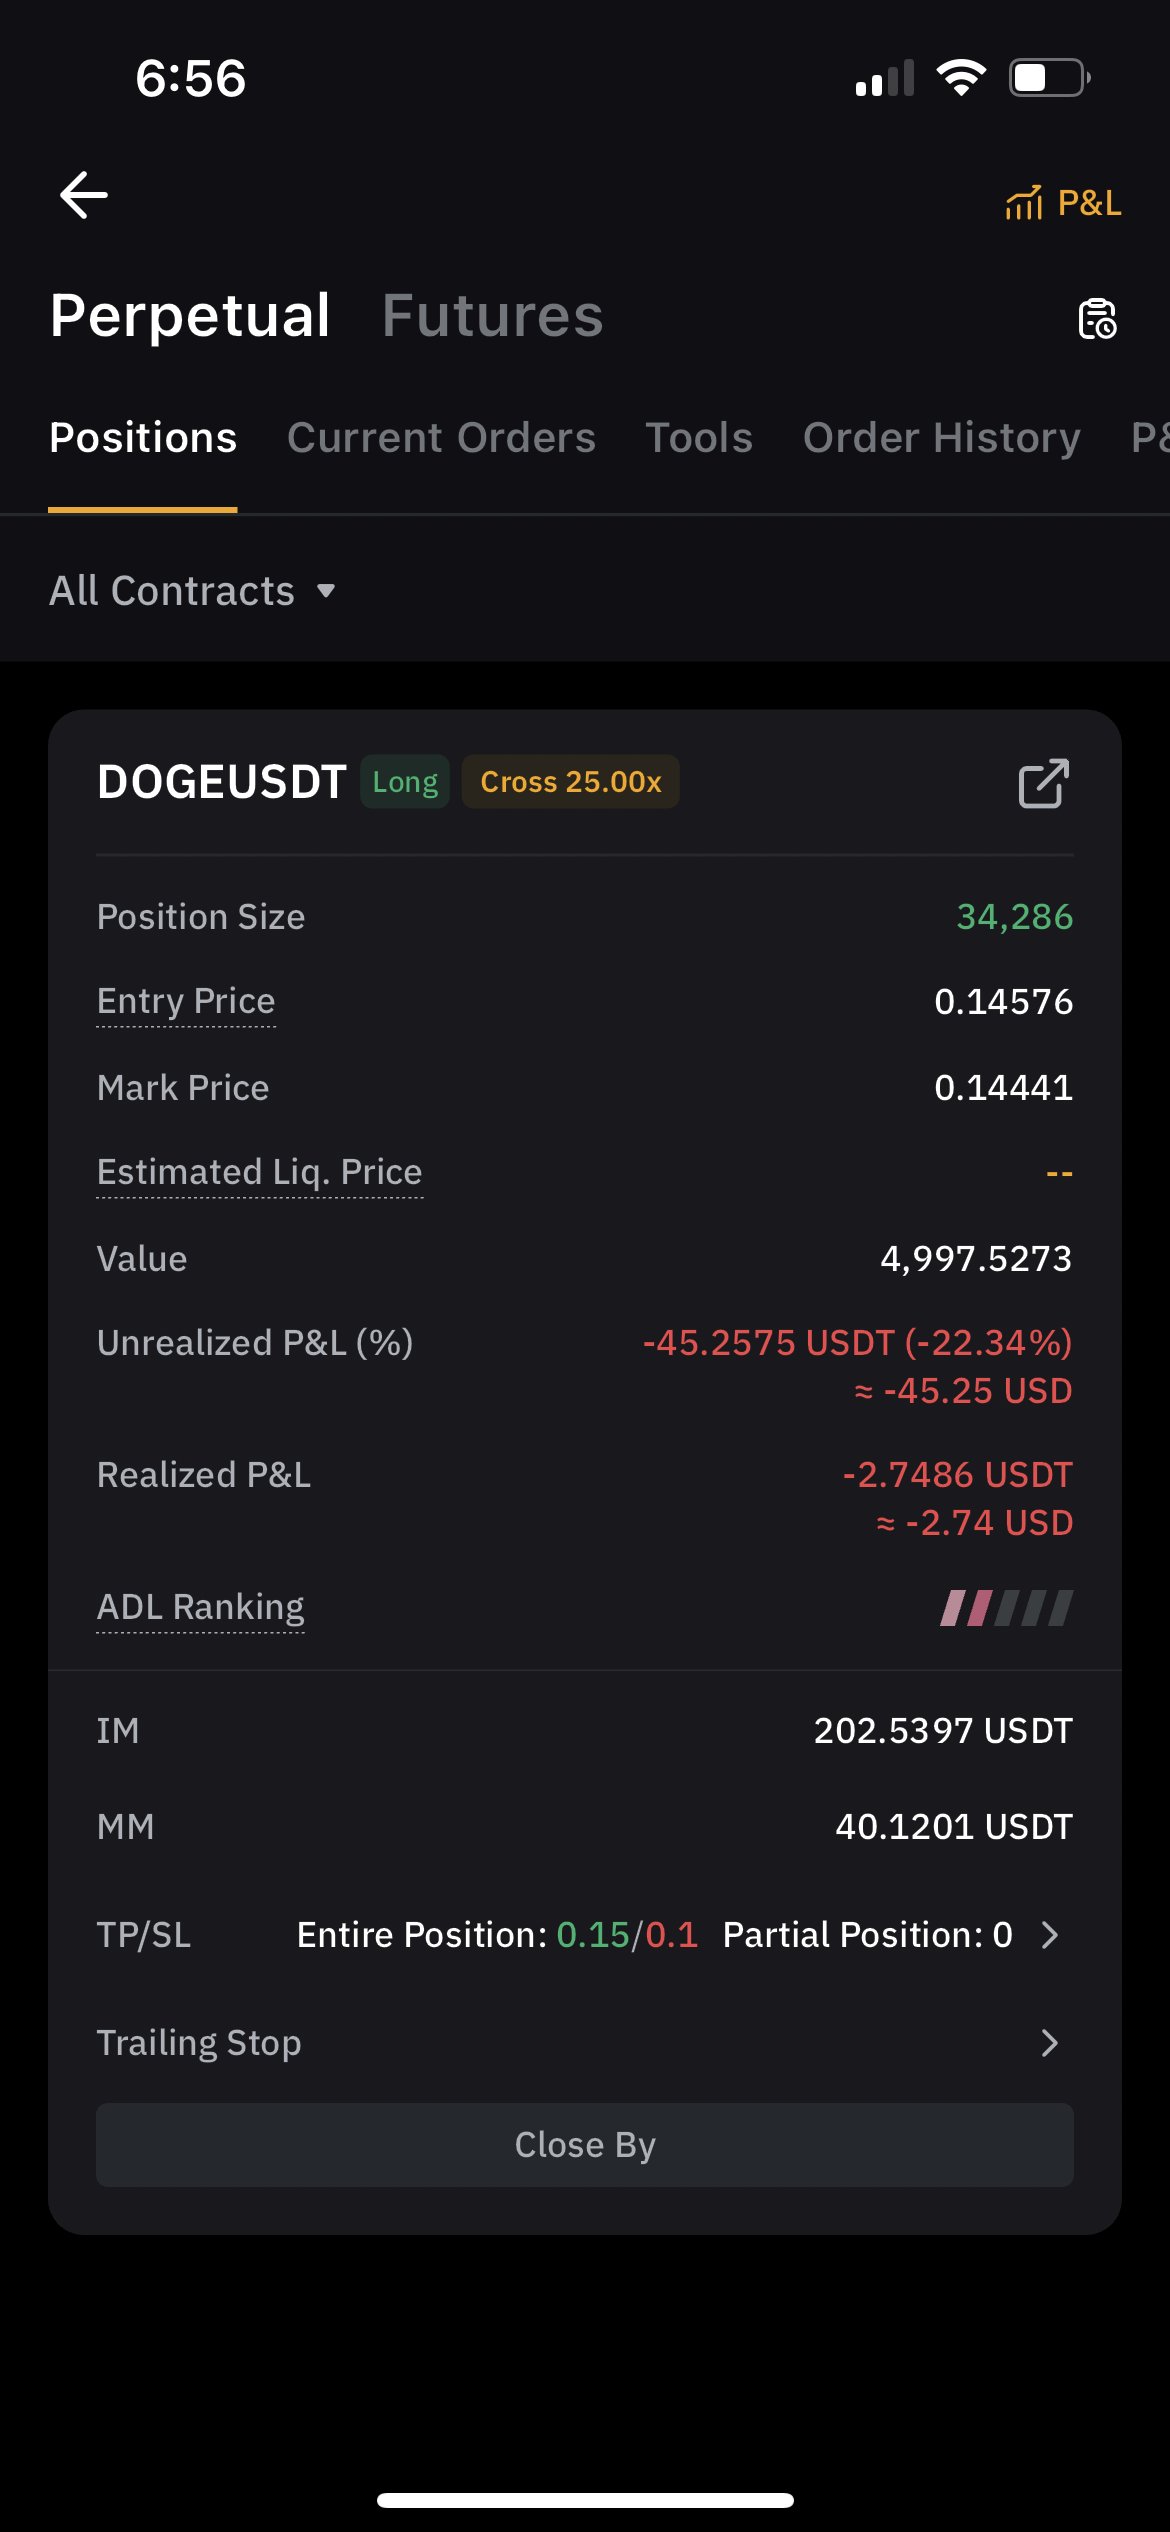 6:56
P&L
Perpetual Futures
Positions Current Orders Tools Order History P&
All Contracts
DOGEUSDT Long Cross 25.00x
Position Size 34,286
Entry Price 0.14576
Mark Price 0.14441
Estimated Liq. Price --
Value 4,997.5273
Unrealized P&L (%) -45.2575 USDT (-22.34%)
≈ -45.25 USD
Realized P&L -2.7486 USDT
≈ -2.74 USD
ADL Ranking
IM 202.5397 USDT
MM 40.1201 USDT
TP/SL Entire Position: 0.15/0.1 Partial Position: 0
Trailing Stop
Close By